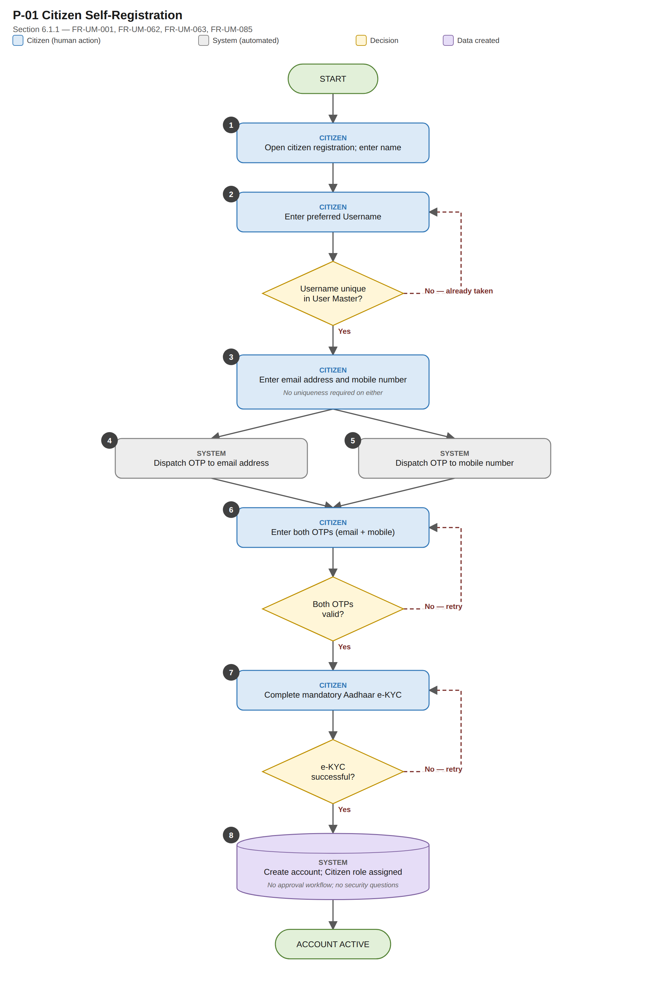 P-01 Citizen Self-Registration
Section 6.1.1 — FR-UM-001, FR-UM-062, FR-UM-063, FR-UM-085
Citizen (human action)
System (automated)
Decision
Data created
START
1
CITIZEN
Open citizen registration; enter name
2
CITIZEN
Enter preferred Username
Username unique
in User Master?
No — already taken
Yes
3
CITIZEN
Enter email address and mobile number
No uniqueness required on either
4
SYSTEM
Dispatch OTP to email address
5
SYSTEM
Dispatch OTP to mobile number
6
CITIZEN
Enter both OTPs (email + mobile)
Both OTPs
valid?
No — retry
Yes
7
CITIZEN
Complete mandatory Aadhaar e-KYC
e-KYC
successful?
No — retry
Yes
8
SYSTEM
Create account; Citizen role assigned
No approval workflow; no security questions
ACCOUNT ACTIVE